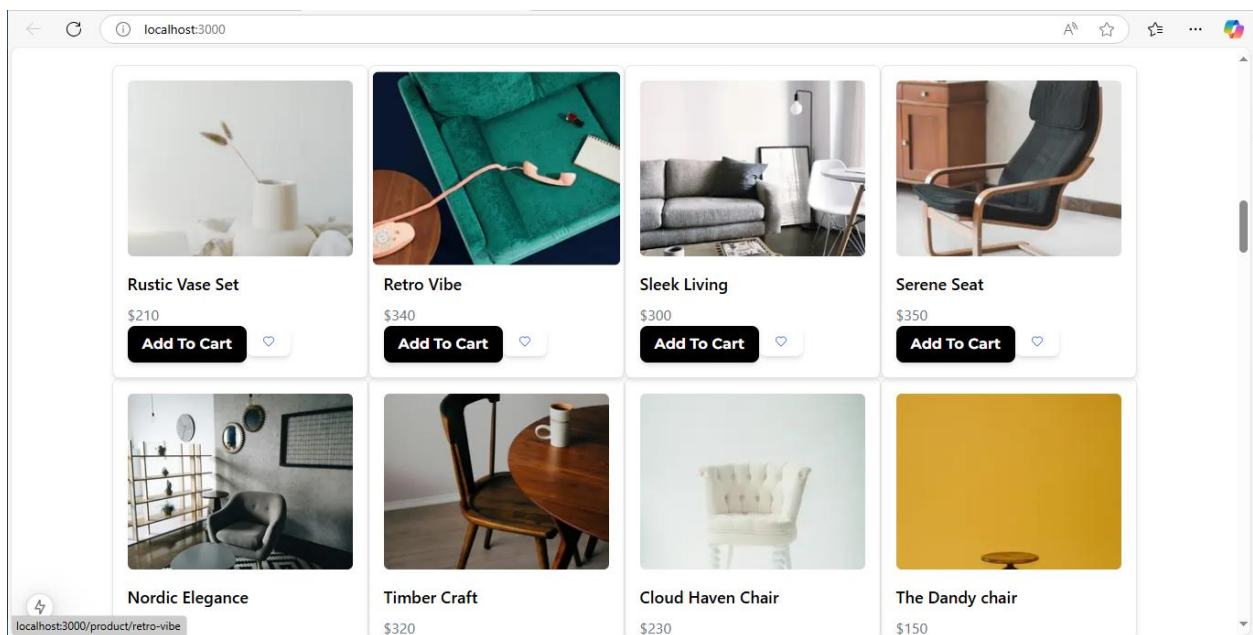 localhost:3000
Rustic Vase Set
Retro Vibe
Sleek Living
Serene Seat
$210
$340
$300
$350
Add To Cart
Add To Cart
Add To Cart
Add To Cart
Nordic Elegance
Timber Craft
Cloud Haven Chair
The Dandy chair
$320
$230
$150
localhost:3000/product/retro-vibe